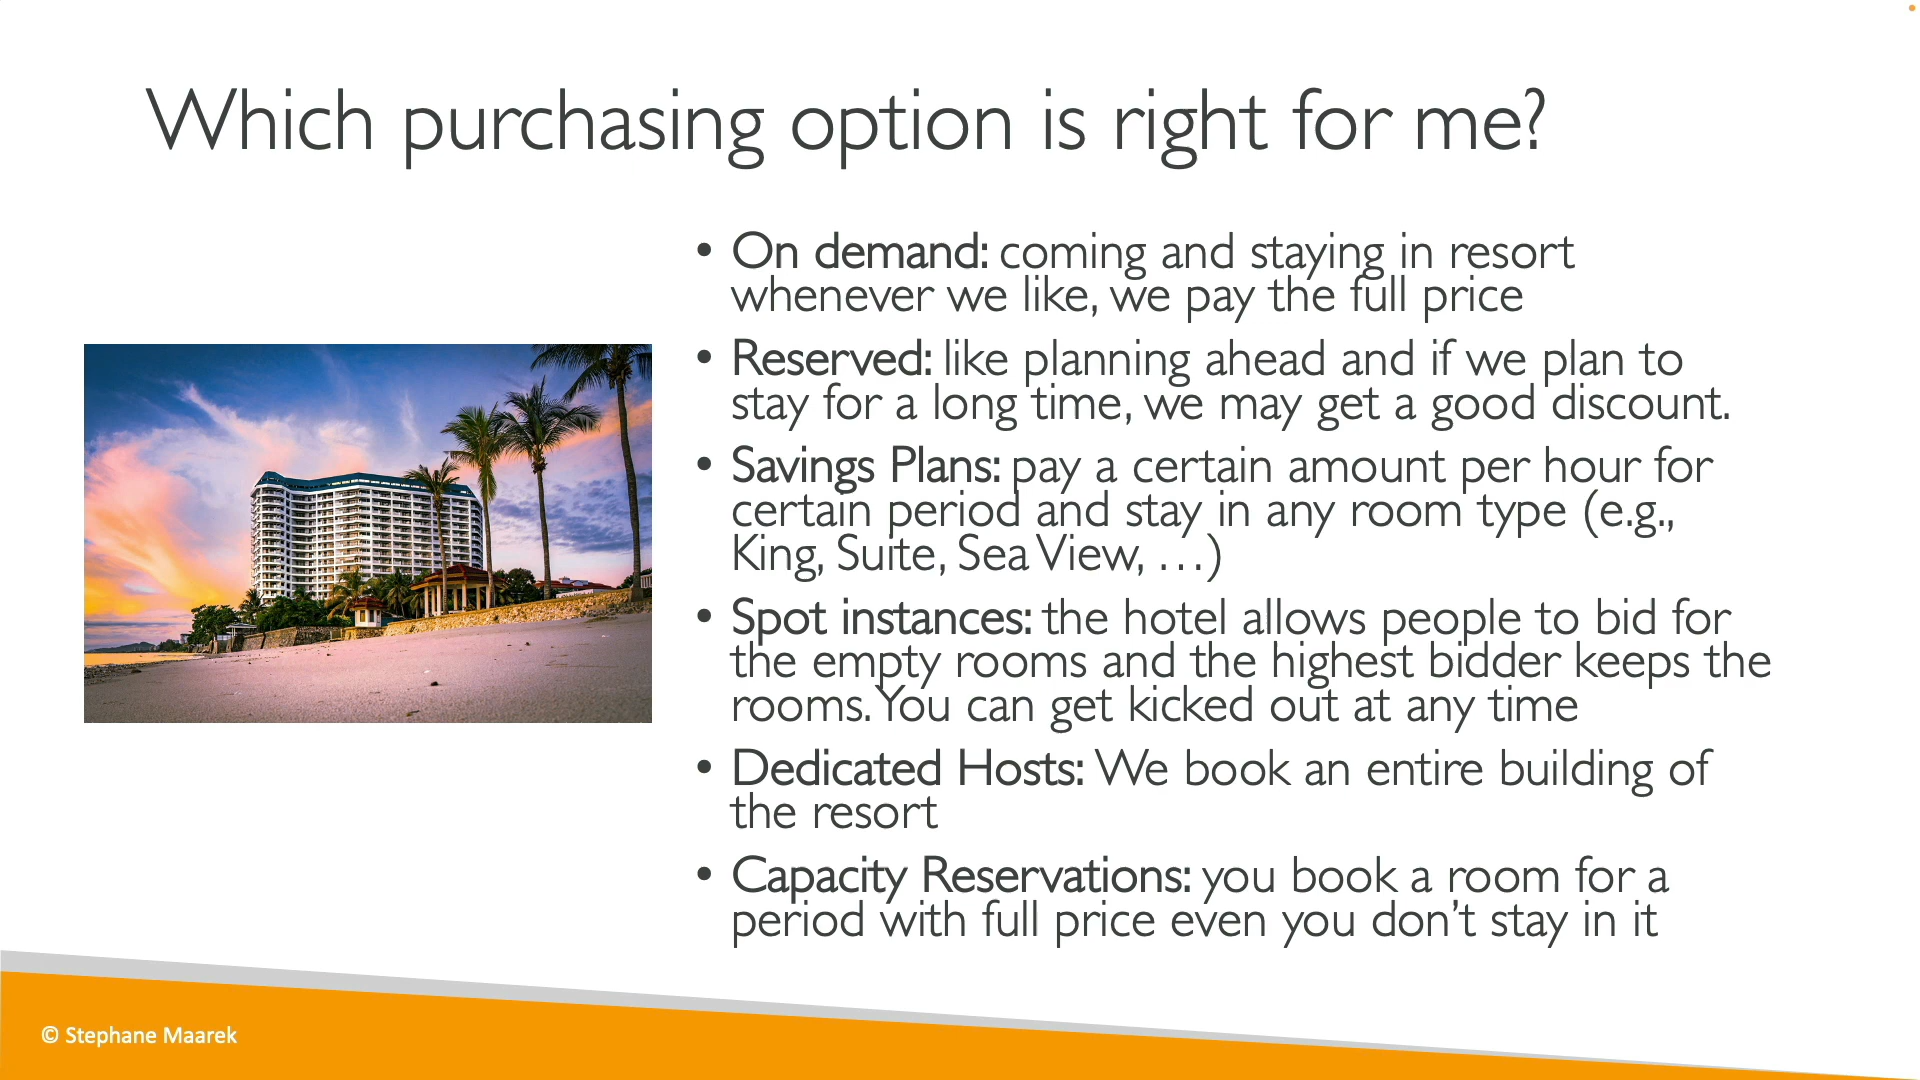 Which purchasing option is right for me?
• On demand: coming and staying in resort
whenever we like, we pay the full price
• Reserved: like planning ahead and if we plan to
stay for a long time, we may get a good discount.
• Savings Plans: pay a certain amount per hour for
certain period and stay in any room type (e.g.,
King, Suite, Sea View, …)
• Spot instances: the hotel allows people to bid for
the empty rooms and the highest bidder keeps the
rooms. You can get kicked out at any time
• Dedicated Hosts: We book an entire building of
the resort
• Capacity Reservations: you book a room for a
period with full price even you don’t stay in it
© Stephane Maarek